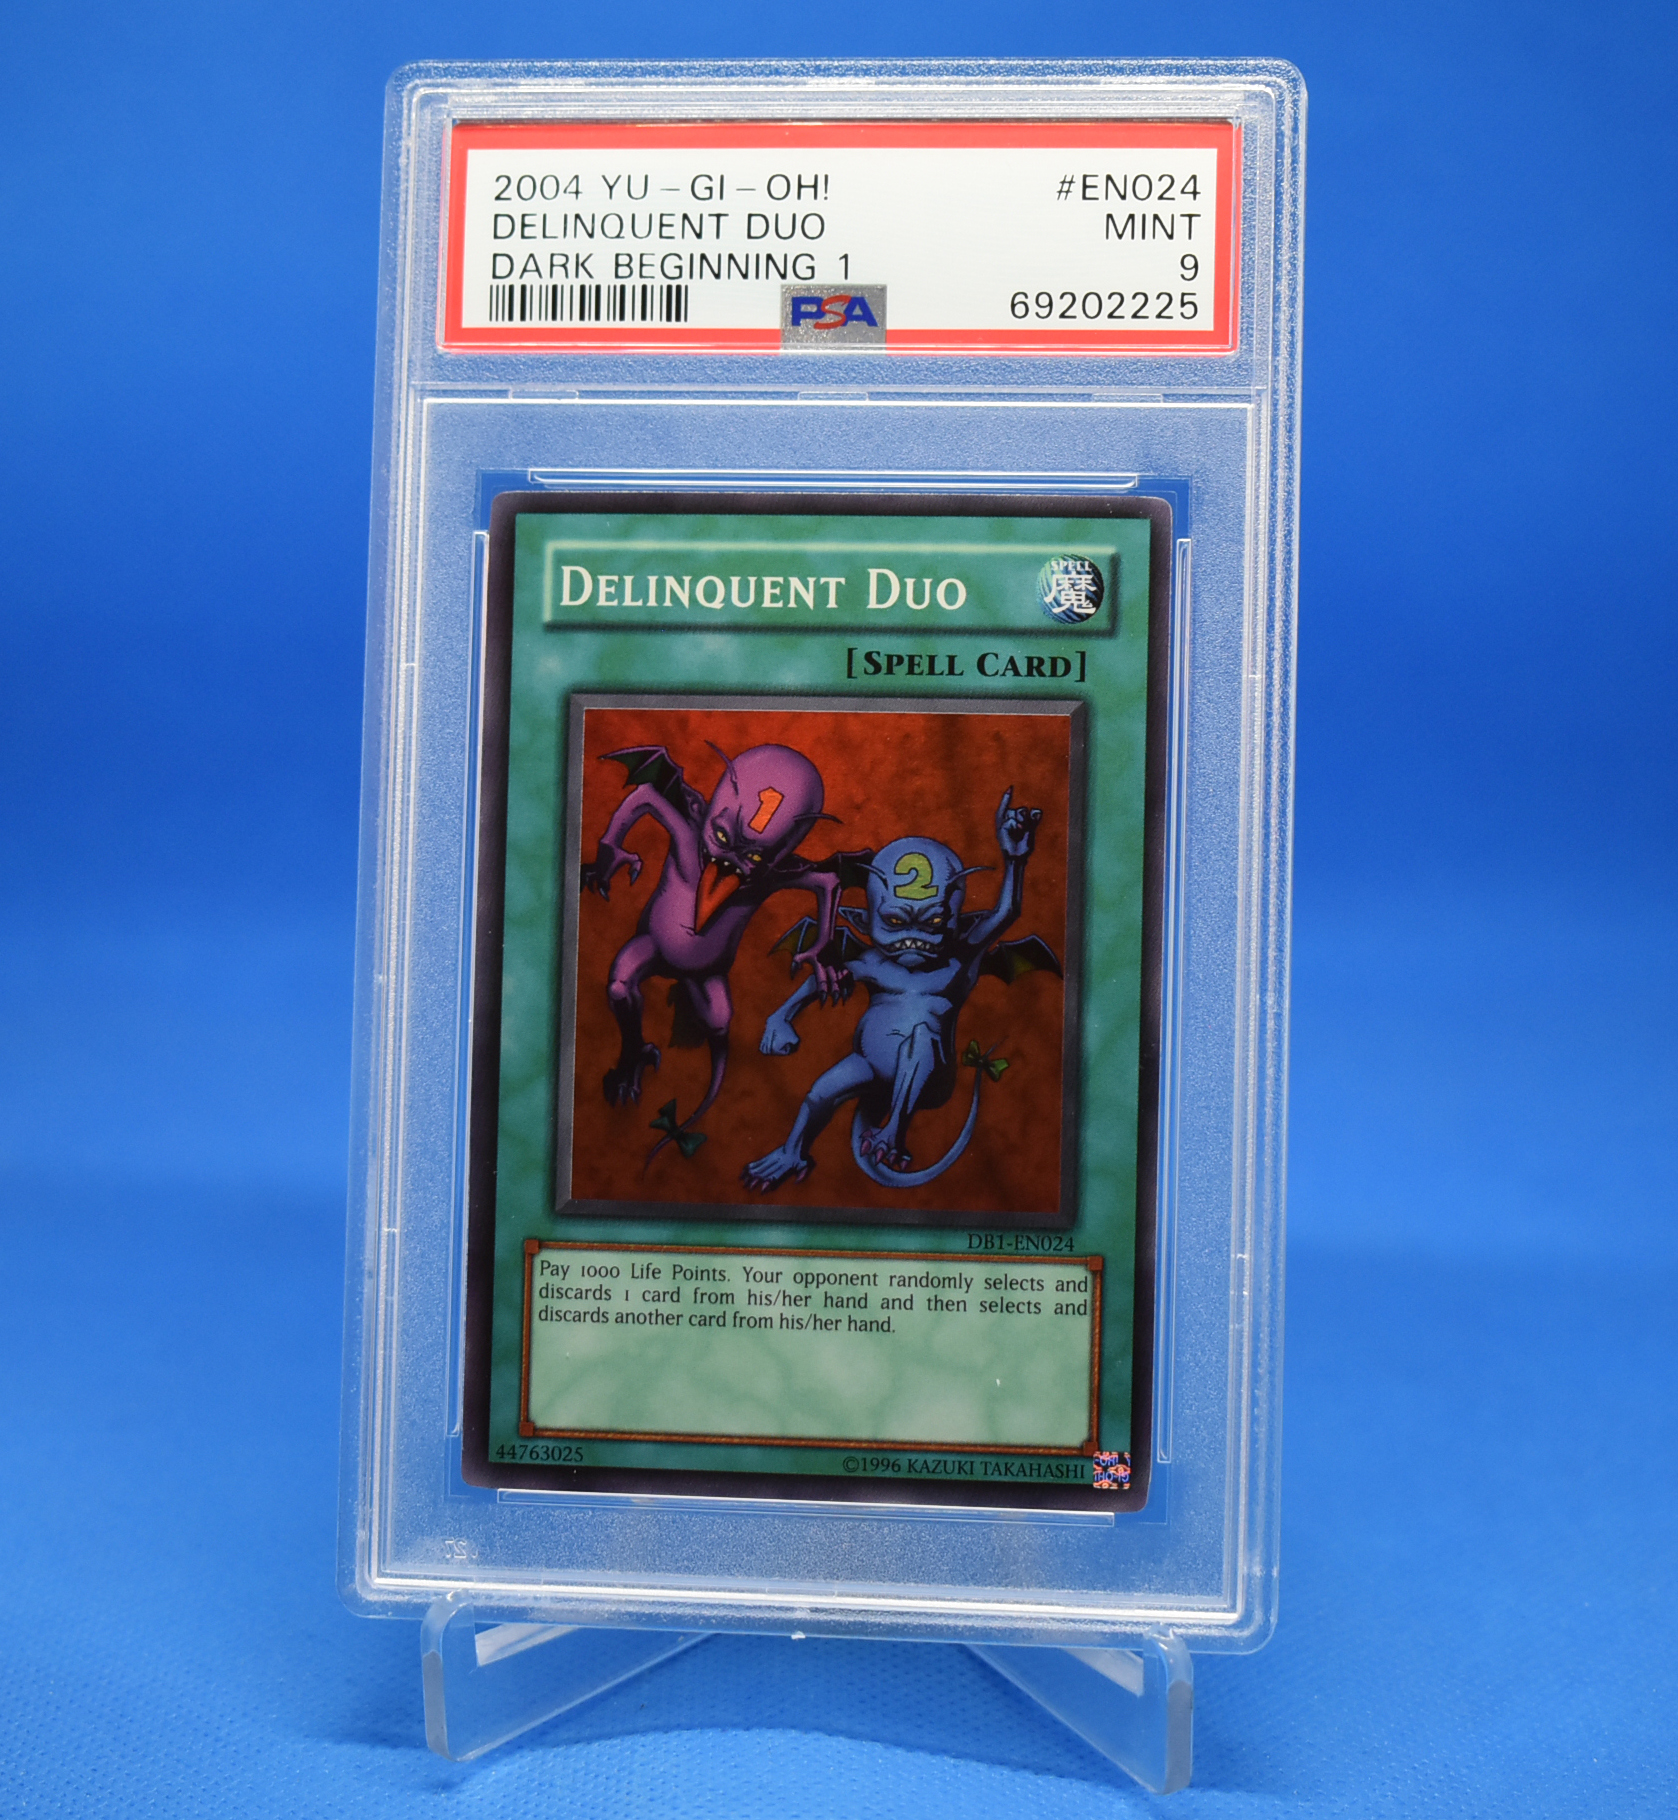 2004 YU-GI-OH! #EN024
DELINQUENT DUO MINT
DARK BEGINNING 1 9
PSA 69202225
DELINQUENT DUO
SPELL
魔
[SPELL CARD]
1
2
DB1-EN024
Pay 1000 Life Points. Your opponent randomly selects and
discards 1 card from his/her hand and then selects and
discards another card from his/her hand.
44763025
©1996 KAZUKI TAKAHASHI